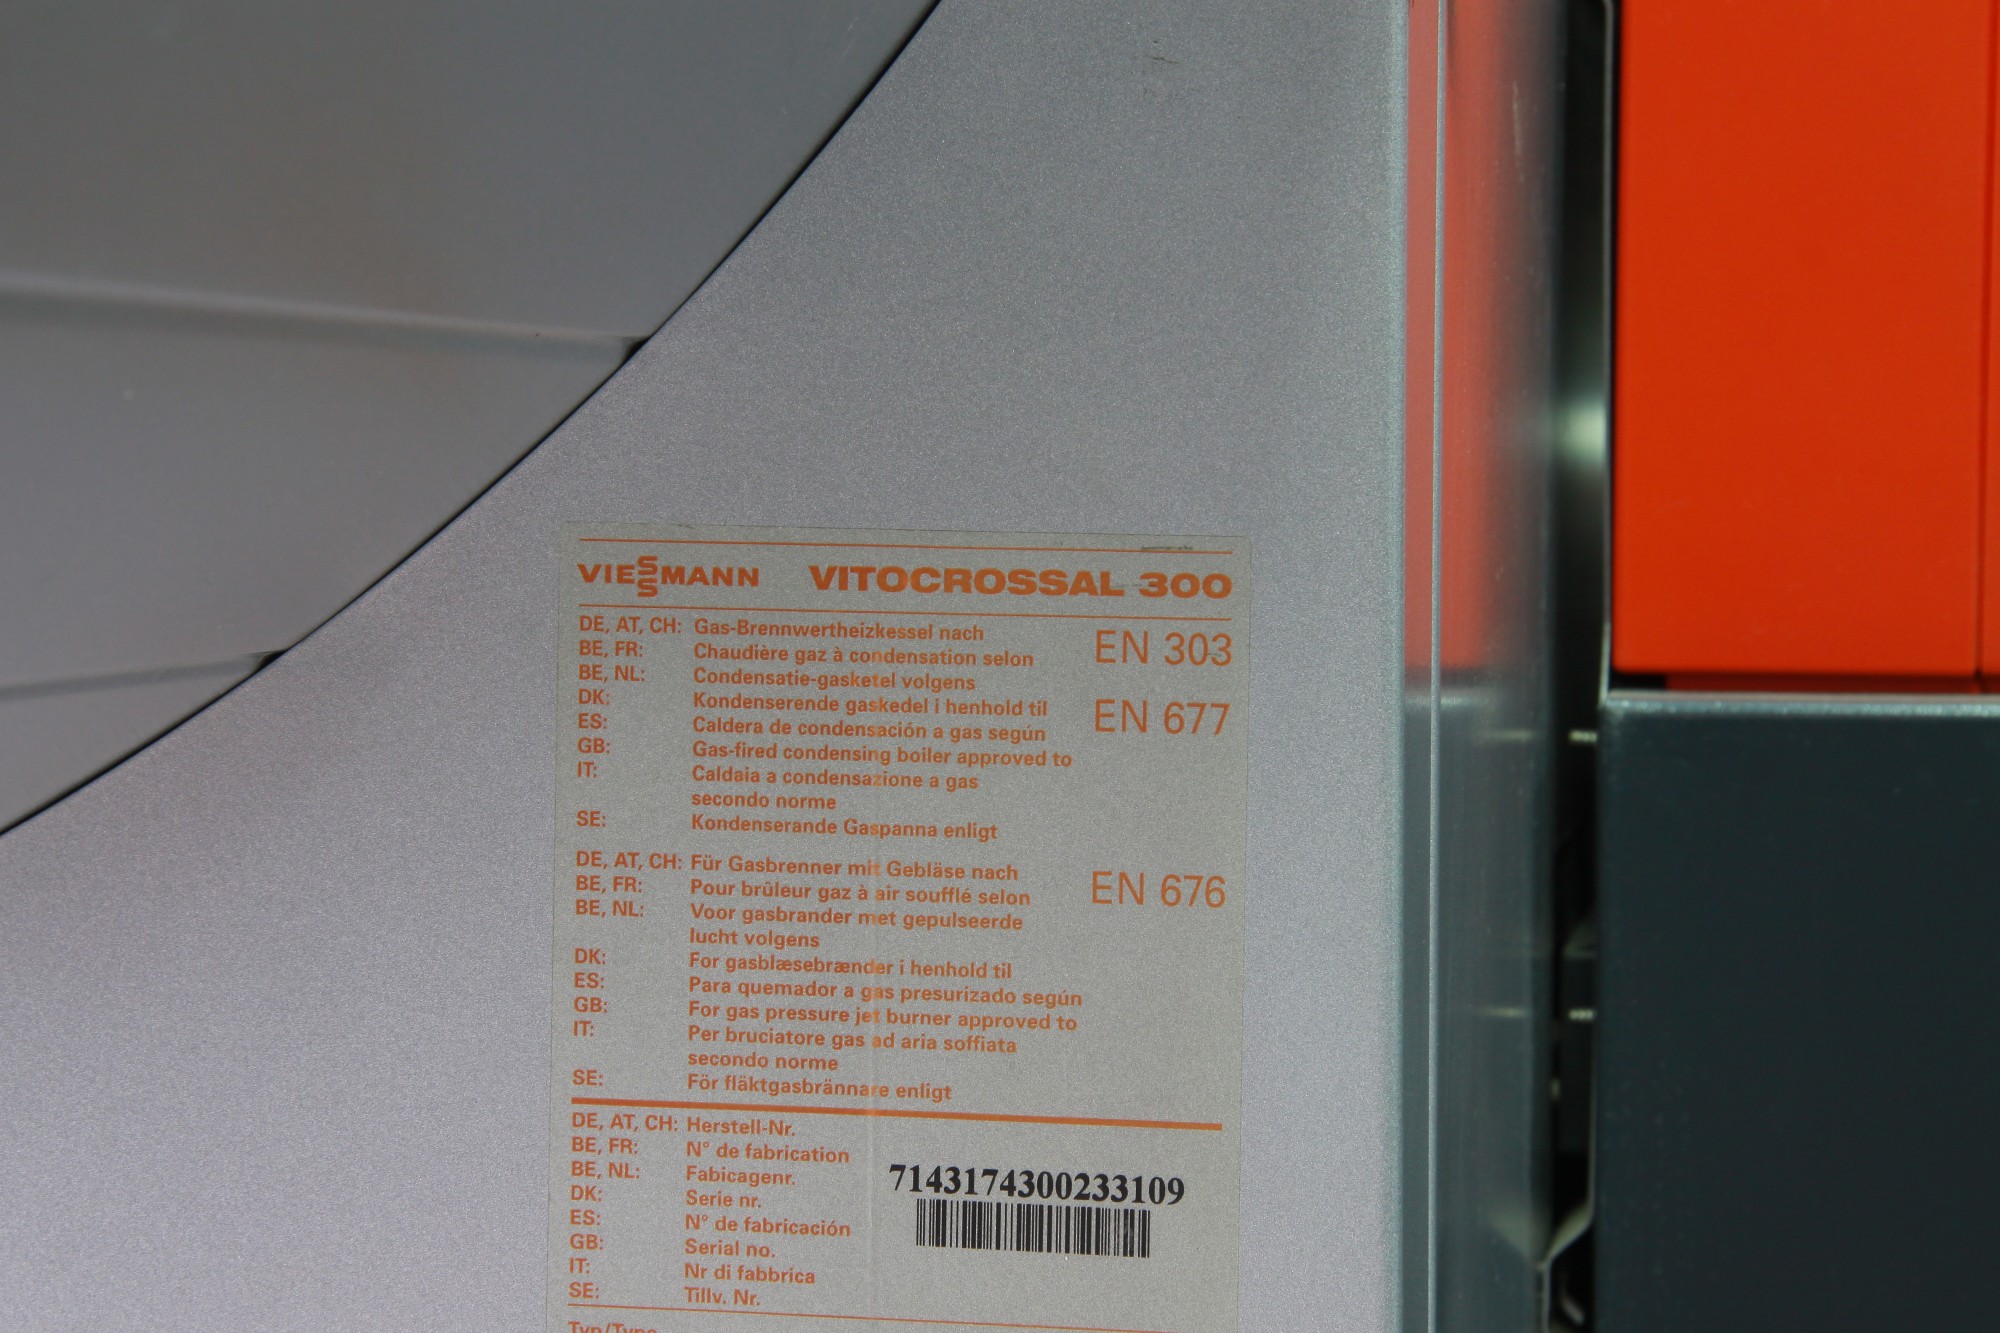 VIESSMANN VITOCROSSAL 300
DE, AT, CH: Gas-Brennwertheizkessel nach EN 303
BE, FR: Chaudière gaz à condensation selon
BE, NL: Condensatie-gasketel volgens
DK: Kondenserende gaskedel i henhold til EN 677
ES: Caldera de condensación a gas según
GB: Gas-fired condensing boiler approved to
IT: Caldaia a condensazione a gas
secondo norme
SE: Kondenserande Gaspanna enligt
DE, AT, CH: Für Gasbrenner mit Gebläse nach EN 676
BE, FR: Pour brûleur gaz à air soufflé selon
BE, NL: Voor gasbrander met gepulseerde
lucht volgens
DK: For gasblæsebrænder i henhold til
ES: Para quemador a gas presurizado según
GB: For gas pressure jet burner approved to
IT: Per bruciatore gas ad aria soffiata
secondo norme
SE: För fläktgasbrännare enligt
DE, AT, CH: Herstell-Nr.
BE, FR: N° de fabrication
BE, NL: Fabicagenr. 7143174300233109
DK: Serie nr.
ES: N° de fabricación
GB: Serial no.
IT: Nr di fabbrica
SE: Tillv. Nr.
Typ/Type